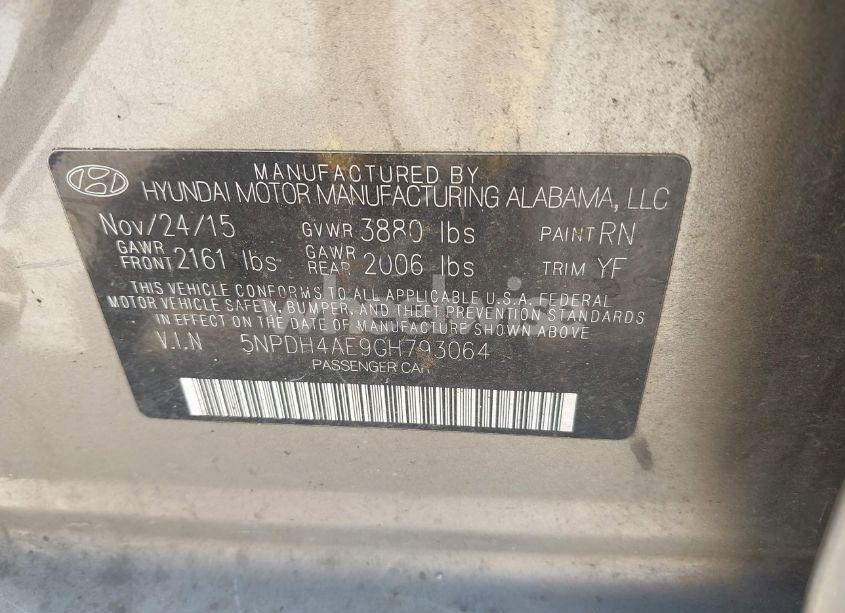 MANUFACTURED BY
HYUNDAI MOTOR MANUFACTURING ALABAMA, LLC
Nov/24/15 GVWR 3880 lbs PAINT RN
GAWR FRONT 2161 lbs GAWR REAR 2006 lbs TRIM YF
THIS VEHICLE CONFORMS TO ALL APPLICABLE U.S.A. FEDERAL
MOTOR VEHICLE SAFETY, BUMPER, AND THEFT PREVENTION STANDARDS
IN EFFECT ON THE DATE OF MANUFACTURE SHOWN ABOVE
V.I.N 5NPDH4AE9GH793064
PASSENGER CAR